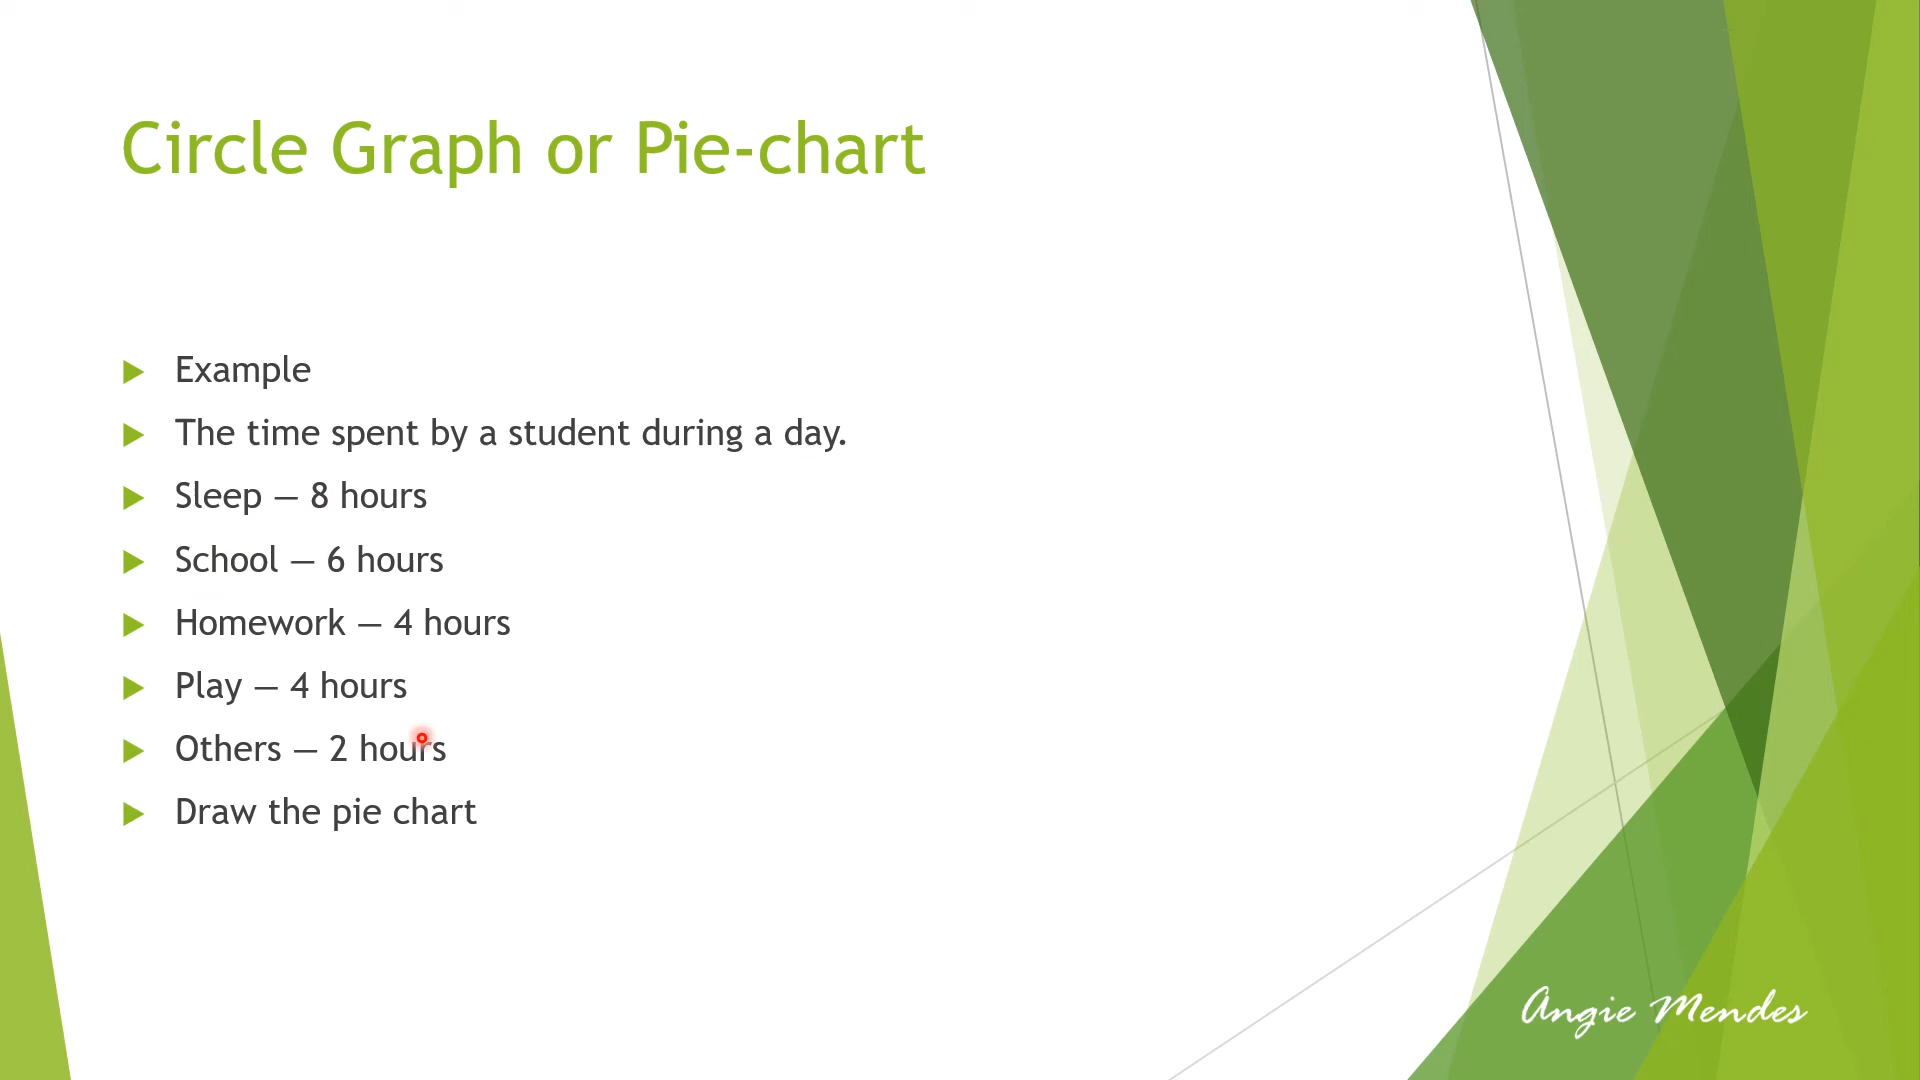 Circle Graph or Pie-chart
Example
The time spent by a student during a day.
Sleep — 8 hours
School — 6 hours
Homework — 4 hours
Play — 4 hours
Others — 2 hours
Draw the pie chart
Angie Mendes